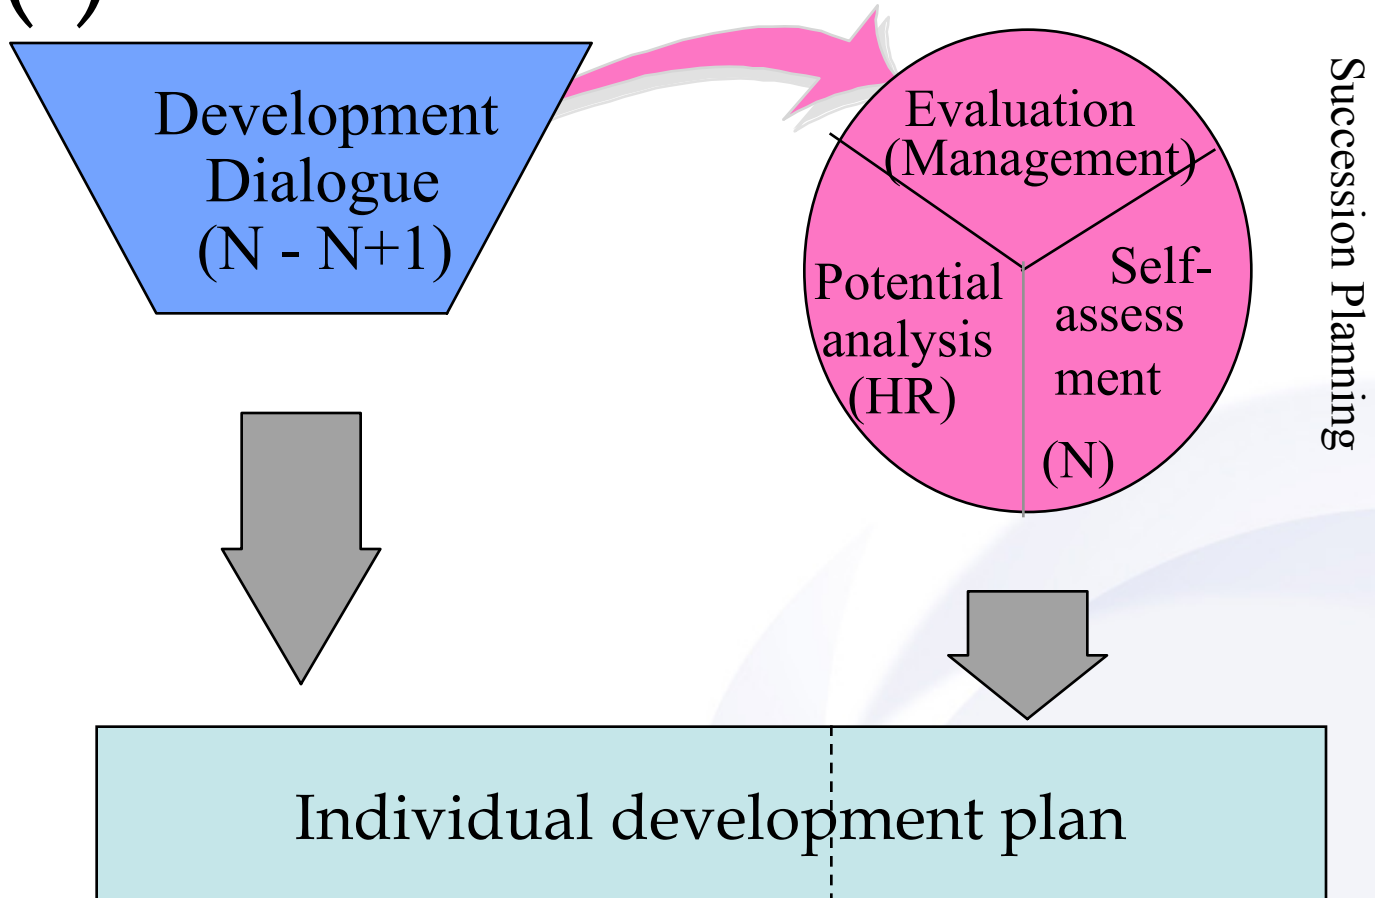 ( )
Development
Dialogue
(N - N+1)
Evaluation
(Management)
Potential
analysis
(HR)
Self-
assess
ment
(N)
Succession Planning
Individual development plan